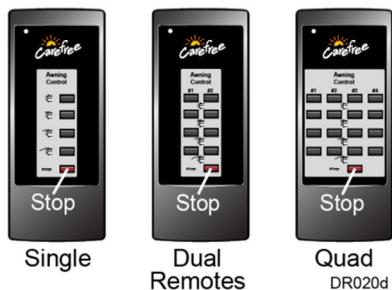 Carefree
Awning
Control
Stop
Stop
Single
Carefree
Awning
Control
#1 #2
Stop
Stop
Dual
Remotes
Carefree
Awning
Control
#1 #2 #3 #4
Stop
Stop
Quad
DR020d